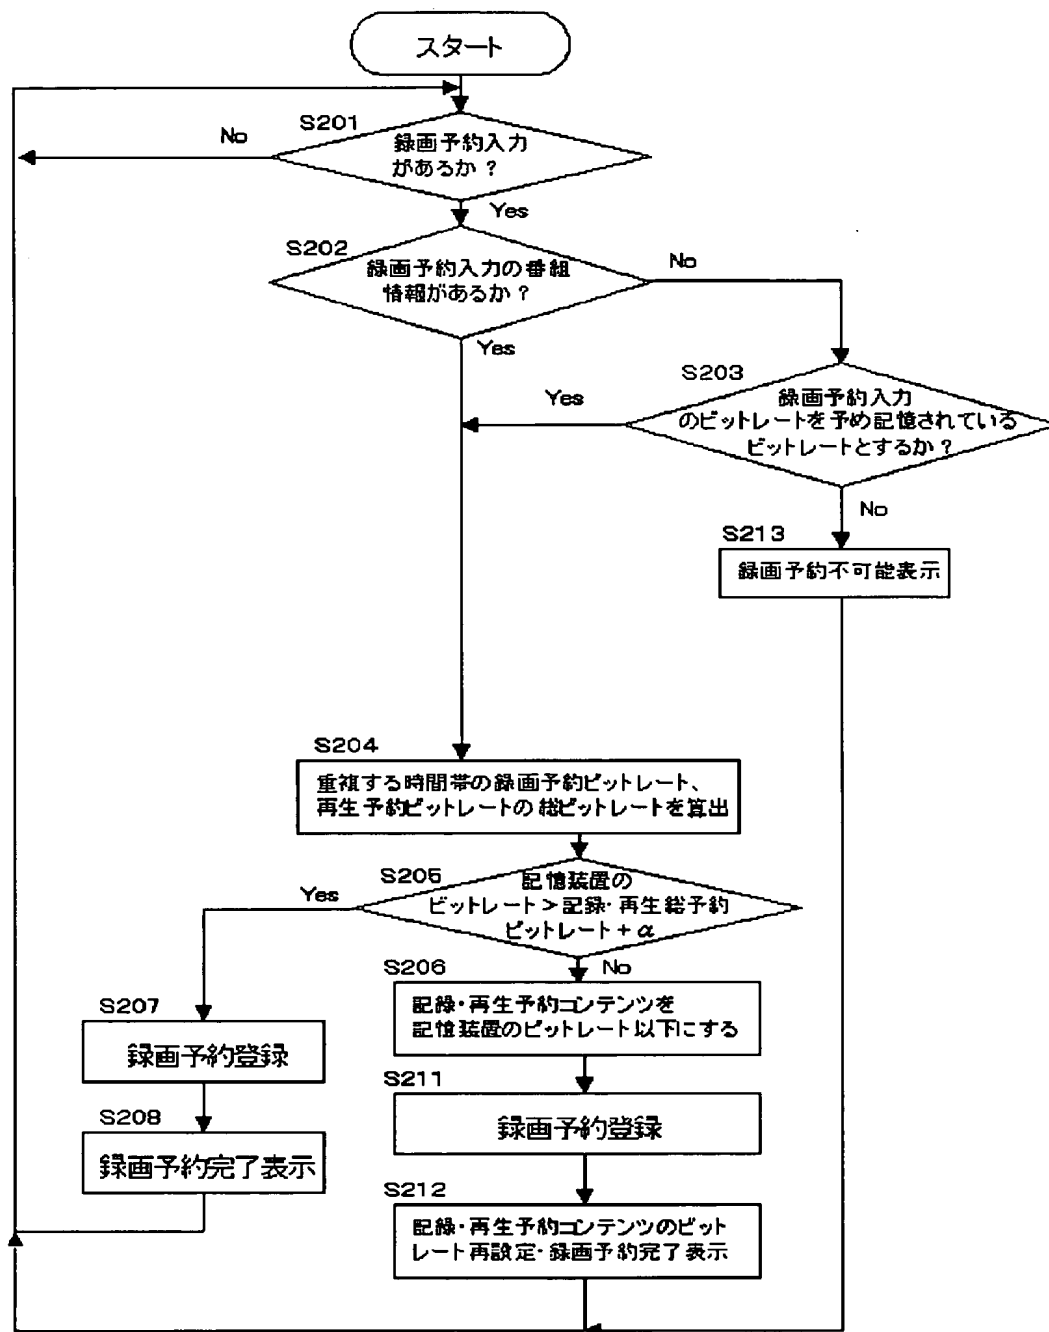 スタート
S201
No
録画予約入力
があるか？
Yes
S202
録画予約入力の番組
情報があるか？
No
Yes
S203
録画予約入力
のビットレートを予め記憶されている
ビットレートとするか？
Yes
No
S213
録画予約不可能表示
S204
重複する時間帯の録画予約ビットレート、
再生予約ビットレートの総ビットレートを算出
S205
記憶装置の
ビットレート＞記録・再生総予約
ビットレート＋α
Yes
No
S206
記録・再生予約コンテンツを
記憶装置のビットレート以下にする
S207
録画予約登録
S211
録画予約登録
S208
録画予約完了表示
S212
記録・再生予約コンテンツのビット
レート再設定・録画予約完了表示